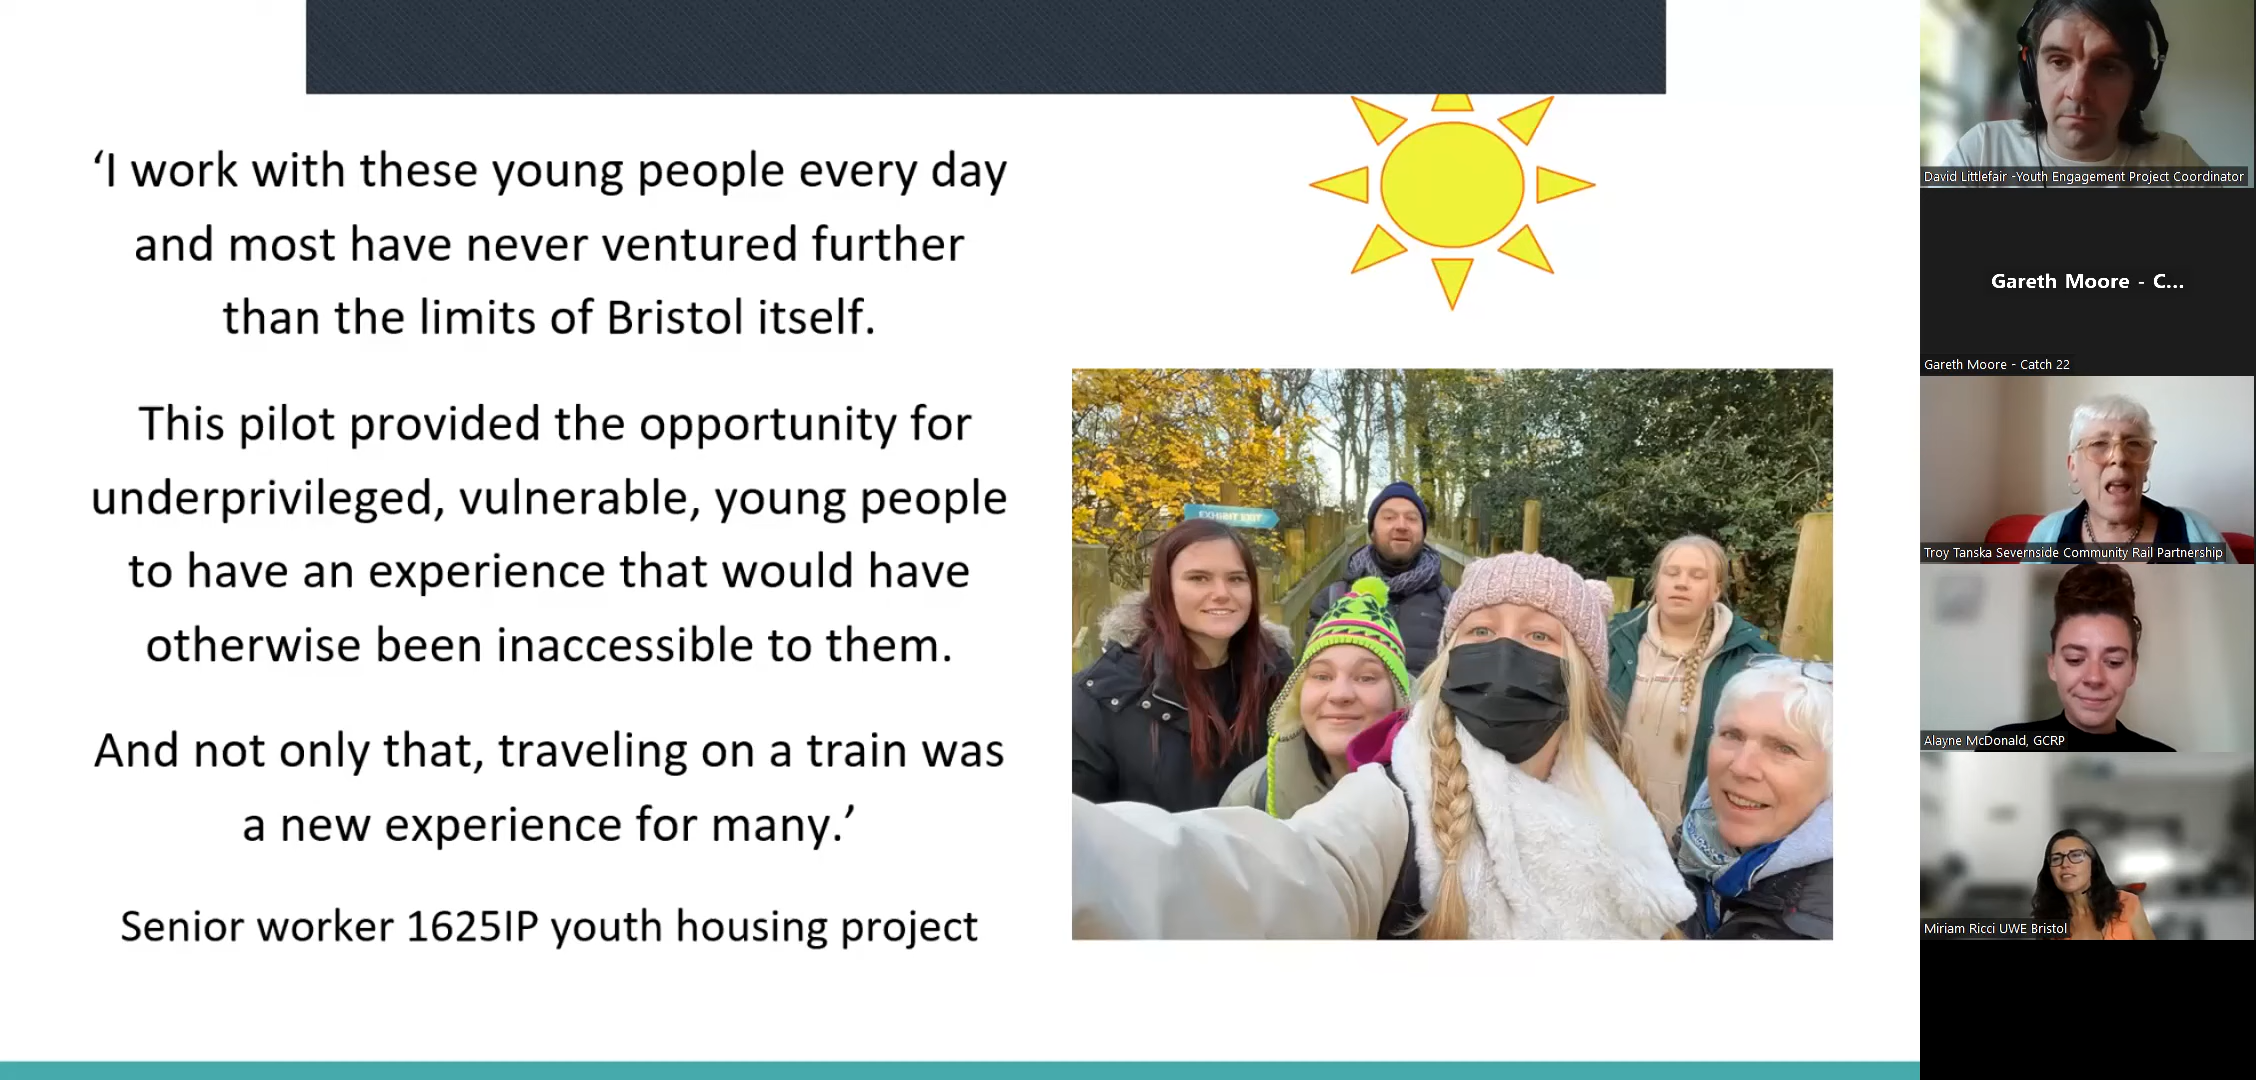 ‘I work with these young people every day
and most have never ventured further
than the limits of Bristol itself.
This pilot provided the opportunity for
underprivileged, vulnerable, young people
to have an experience that would have
otherwise been inaccessible to them.
And not only that, traveling on a train was
a new experience for many.’
Senior worker 1625IP youth housing project
EXHIBIT EXIT
David Littlefair -Youth Engagement Project Coordinator
Gareth Moore - C...
Gareth Moore - Catch 22
Troy Tanska Severnside Community Rail Partnership
Alayne McDonald, GCRP
Miriam Ricci UWE Bristol